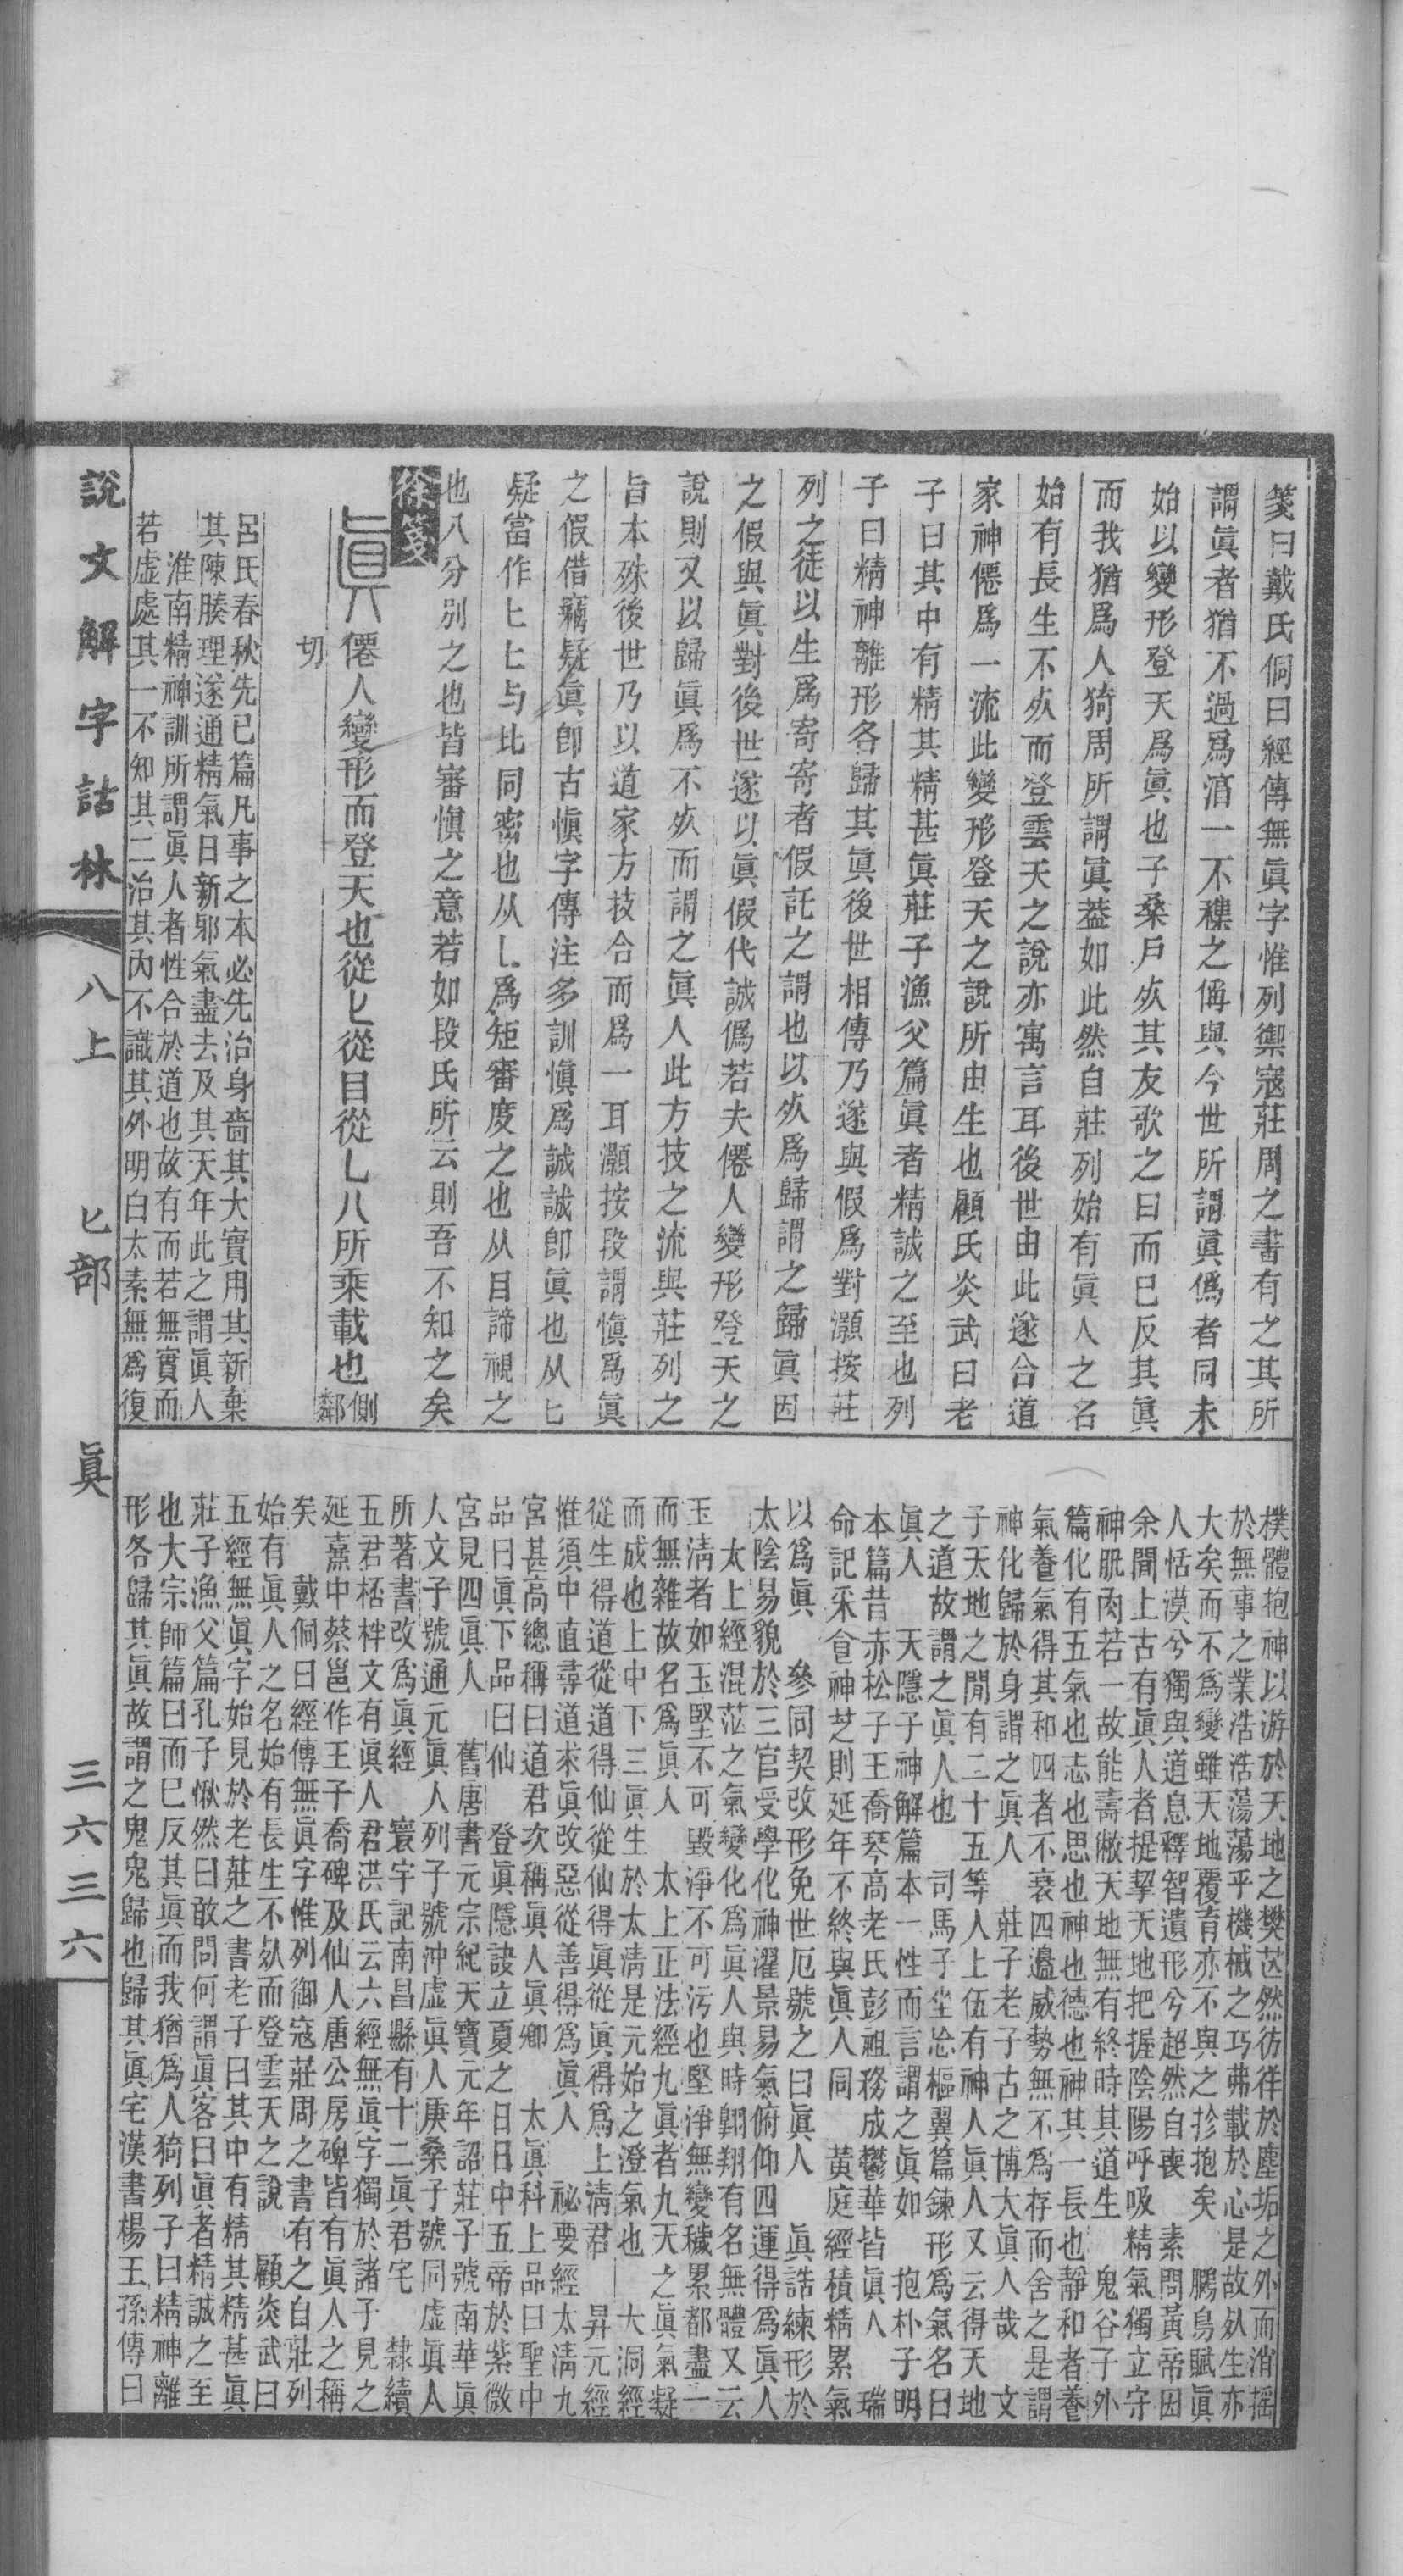 箋曰戴氏侗曰經傳無眞字惟列禦寇莊周之書有之其所
謂眞者猶不過爲湻一不穕之偁與今世所謂眞僞者同未
始以變形登天爲眞也子桑戶㱙其友歌之曰而已反其眞
而我猶爲人猗周所謂眞葢如此然自莊列始有眞人之名
始有長生不㱙而登雲天之說亦寓言耳後世由此遂合道
家神僊爲一流此變形登天之說所由生也顧氏炎武曰老
子曰其中有精其精甚眞莊子漁父篇眞者精誠之至也列
子曰精神離形各歸其眞後世相傳乃遂與假爲對灝按莊
列之徒以生爲寄寄者假託之謂也以㱙爲歸謂之歸眞因
之假與眞對後世遂以眞假代誠僞若夫僊人變形登天之
說則又以歸眞爲不㱙而謂之眞人此方技之流與莊列之
旨本殊後世乃以道家方技合而爲一耳灝按段謂愼爲眞
之假借竊疑眞卽古愼字傳注多訓愼爲誠誠卽眞也从匕
疑當作匕匕与比同密也从乚爲矩審度之也从目諦視之
也八分別之也皆審愼之意若如段氏所云則吾不知之矣
徐箋
眞 僊人變形而登天也從匕從目從乚八所乘載也側鄰
切
呂氏春秋先己篇凡事之本必先治身嗇其大寶用其新棄
其陳腠理遂通精氣日新邪氣盡去及其天年此之謂眞人
淮南精神訓所謂眞人者性合於道也故有而若無實而
若虛處其一不知其二治其內不識其外明白太素無爲復
樸體抱神以游於天地之樊芒然彷徉於塵垢之外而消搖
於無事之業浩浩蕩蕩乎機械之巧弗載於心是故㱙生亦
大矣而不爲變雖天地覆育亦不與之抮抱矣 鵩鳥賦眞
人恬漠兮獨與道息釋智遺形兮超然自喪 素問黃帝因
余聞上古有眞人者提挈天地把握陰陽呼吸精氣獨立守
神肌肉若一故能壽敝天地無有終時其道生 鬼谷子外
篇化有五氣也志也思也神也德也神其一長也靜和者養
氣養氣得其和四者不衰四邉威勢無不爲存而舍之是謂
神化歸於身謂之眞人 莊子老子古之博大眞人哉 文
子天地之閒有二十五等人上伍有神人眞人又云得天地
之道故謂之眞人也 司馬子坐忘樞翼篇鍊形爲氣名曰
眞人 天隱子神解篇本一性而言謂之眞如 抱朴子明
本篇昔赤松子王喬琴高老氏彭祖務成鬱華皆眞人 瑞
命記采㑹神芝則延年不終與眞人同 黃庭經積精累氣
以爲眞 參同契改形免世厄號之曰眞人 眞誥練形於
太陰易貌於三官受學化神濯景易氣俯仰四運得爲眞人
太上經混茫之氣變化爲眞人與時翺翔有名無體又云
玉淸者如玉堅不可毀淨不可污也堅淨無變穢累都盡一
而無雜故名爲眞人 太上正法經九眞者九天之眞氣凝
而成也上中下三眞生於太淸是元始之澄氣也 大洞經
從生得道從道得仙從仙得眞從眞得爲上淸君 昇元經
惟須中直尋道求眞改惡從善得爲眞人 祕要經太淸九
宮甚高總稱曰道君次稱眞人眞卿 太眞科上品曰聖中
品曰眞下品曰仙 登眞隱訣立夏之日日中五帝於紫微
宮見四眞人 舊唐書元宗紀天寶元年詔莊子號南華眞
人文子號通元眞人列子號沖虛眞人庚桑子號同虛眞人
所著書改爲眞經 寰宇記南昌縣有十二眞君宅 隸續
五君桮柈文有眞人君洪氏云六經無眞字獨於諸子見之
延熹中蔡邕作王子喬碑及仙人唐公房碑皆有眞人之稱
矣 戴侗曰經傳無眞字惟列御寇莊周之書有之自莊列
始有眞人之名始有長生不㱙而登雲天之說 顧炎武曰
五經無眞字始見於老莊之書老子曰其中有精其精甚眞
莊子漁父篇孔子愀然曰敢問何謂眞客曰眞者精誠之至
也大宗師篇曰而已反其眞而我猶爲人猗列子曰精神離
形各歸其眞故謂之鬼鬼歸也歸其眞宅漢書楊王孫傳曰
說文解字詁林 八上 匕部 眞 三六三六